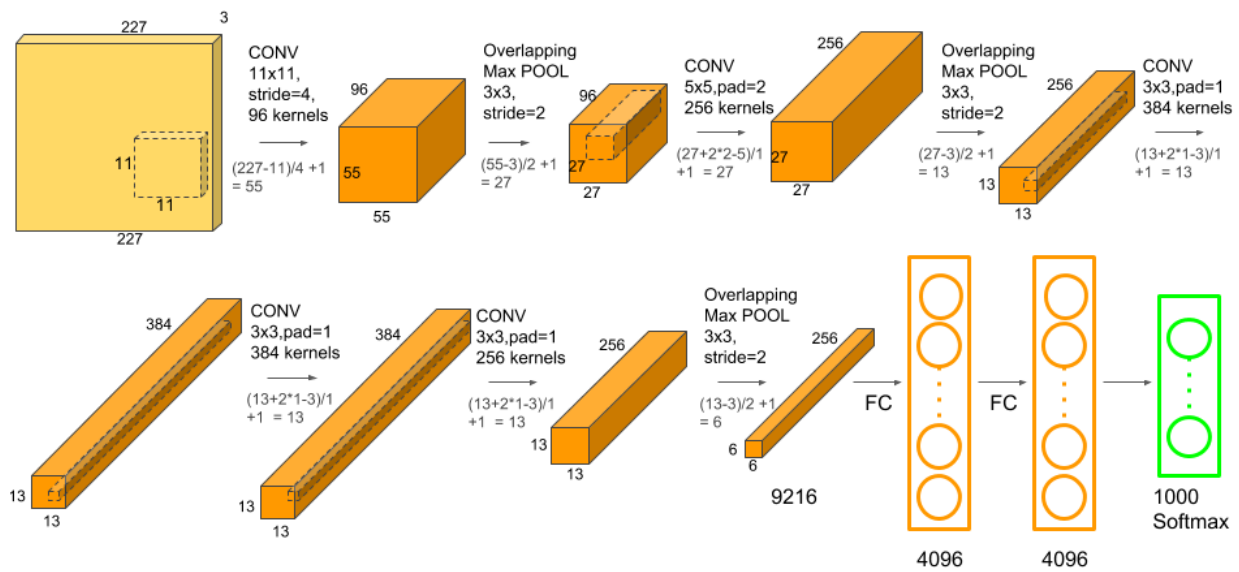 227
3
CONV
11x11,
stride=4,
96 kernels
(227-11)/4 +1
= 55
11
11
227
96
55
55
Overlapping
Max POOL
3x3,
stride=2
(55-3)/2 +1
= 27
96
27
27
CONV
5x5,pad=2
256 kernels
(27+2*2-5)/1
+1 = 27
256
27
27
Overlapping
Max POOL
3x3,
stride=2
(27-3)/2 +1
= 13
256
13
13
CONV
3x3,pad=1
384 kernels
(13+2*1-3)/1
+1 = 13
384
13
13
CONV
3x3,pad=1
384 kernels
(13+2*1-3)/1
+1 = 13
384
13
13
CONV
3x3,pad=1
256 kernels
(13+2*1-3)/1
+1 = 13
256
13
13
Overlapping
Max POOL
3x3,
stride=2
(13-3)/2 +1
= 6
256
6
6
9216
FC
4096
FC
4096
1000
Softmax